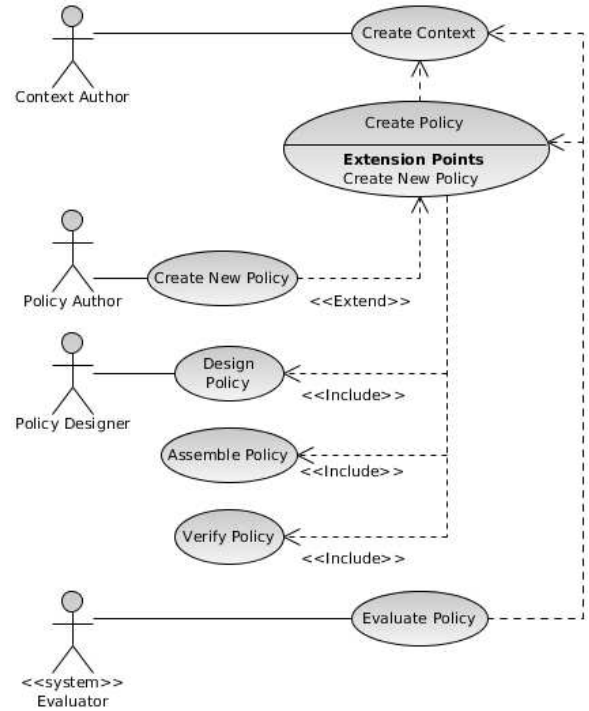 Create Context
Context Author
Create Policy
Extension Points
Create New Policy
Create New Policy
Policy Author
<<Extend>>
Design
Policy
<<Include>>
Policy Designer
Assemble Policy
<<Include>>
Verify Policy
<<Include>>
Evaluate Policy
<<system>>
Evaluator